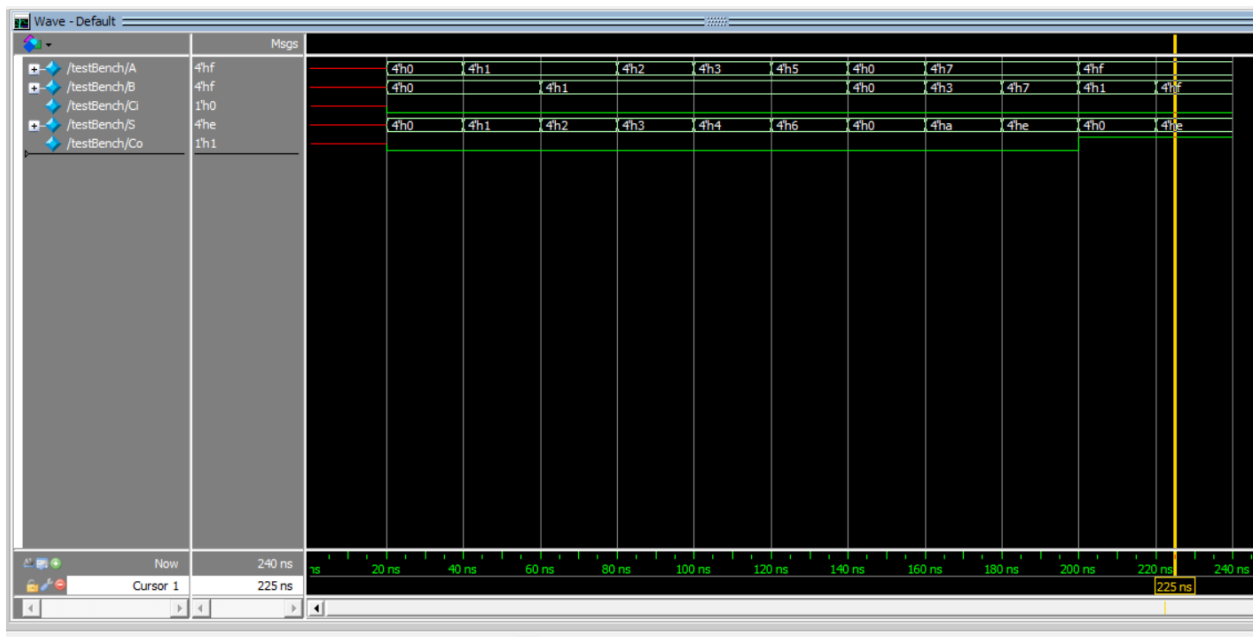 Wave - Default
Msgs
/testBench/A 4'hf 4'h0 4'h1 4'h2 4'h3 4'h5 4'h0 4'h7 4'hf
/testBench/B 4'hf 4'h0 4'h1 4'h0 4'h3 4'h7 4'h1 4'hf
/testBench/Ci 1'h0
/testBench/S 4'he 4'h0 4'h1 4'h2 4'h3 4'h4 4'h6 4'h0 4'ha 4'he 4'h0 4'he
/testBench/Co 1'h1
Now 240 ns ns 20 ns 40 ns 60 ns 80 ns 100 ns 120 ns 140 ns 160 ns 180 ns 200 ns 220 ns 240 ns
Cursor 1 225 ns 225 ns